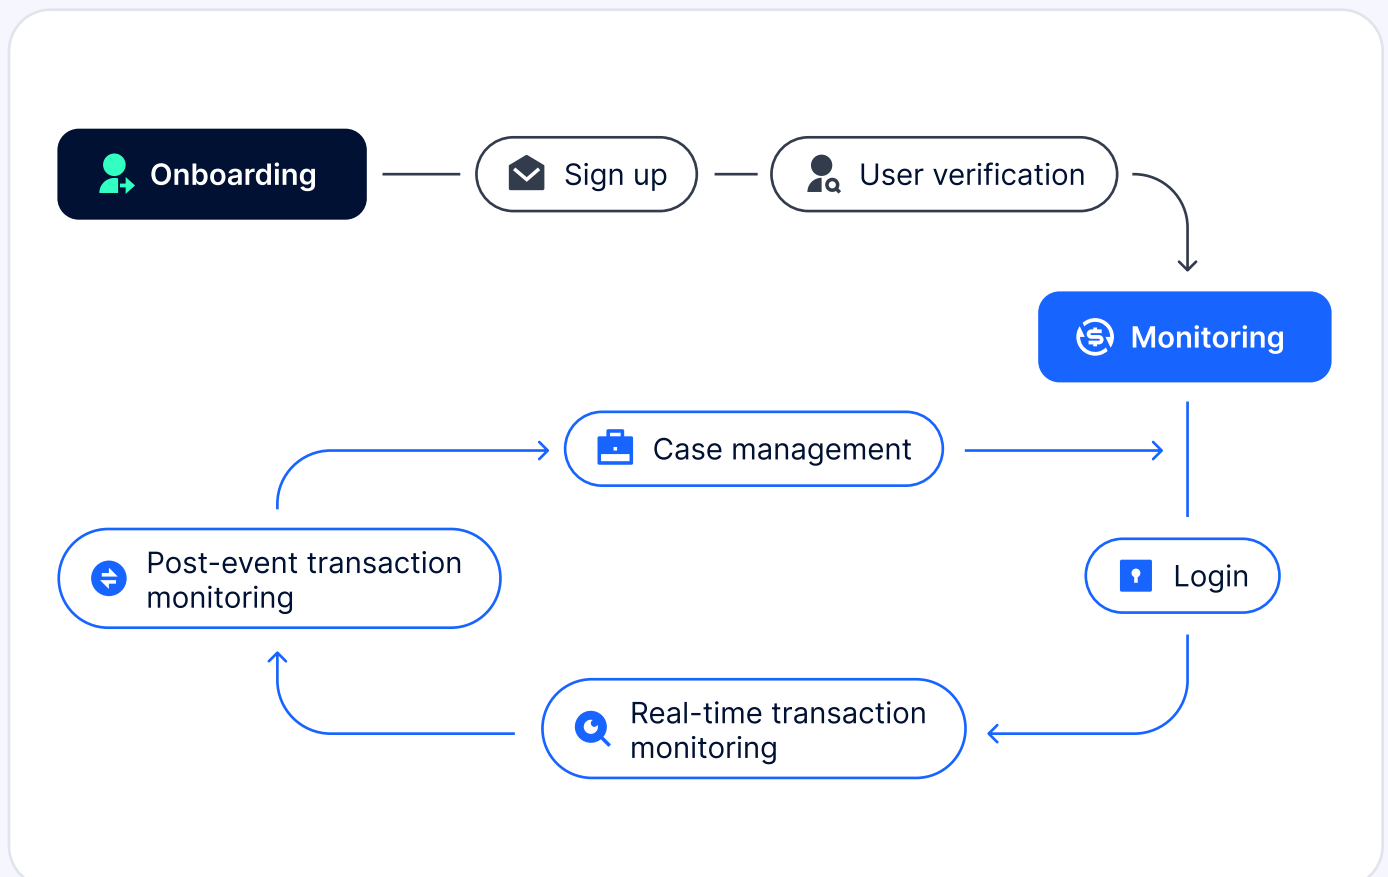 Onboarding
Sign up
User verification
Monitoring
Case management
Post-event transaction
monitoring
Login
Real-time transaction
monitoring